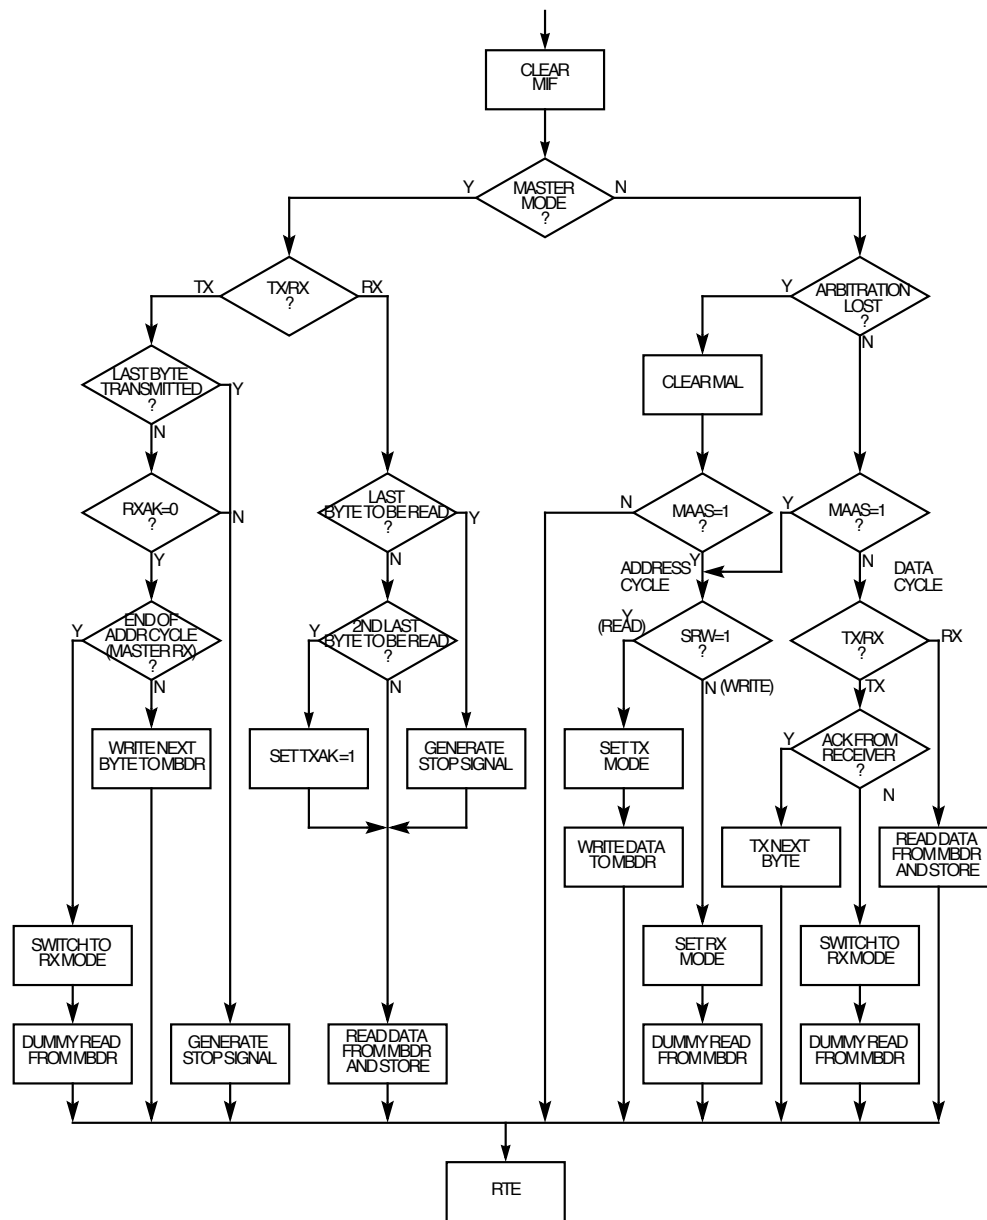 CLEAR
MIF
Y
MASTER
MODE
?
N
TX
TX/RX
?
RX
Y
ARBITRATION
LOST
?
N
LAST BYTE
TRANSMITTED
?
Y
N
CLEAR MAL
RXAK=0
?
N
Y
LAST
BYTE TO BE READ
?
Y
N
N
MAAS=1
?
Y
Y
MAAS=1
?
N
ADDRESS
CYCLE
DATA
CYCLE
Y
END OF
ADDR CYCLE
(MASTER RX)
?
N
Y
2ND LAST
BYTE TO BE READ
?
N
Y
(READ)
SRW=1
?
N (WRITE)
TX/RX
?
RX
TX
WRITE NEXT
BYTE TO MBDR
SET TXAK =1
GENERATE
STOP SIGNAL
SET TX
MODE
Y
ACK FROM
RECEIVER
?
N
WRITE DATA
TO MBDR
TX NEXT
BYTE
READ DATA
FROM MBDR
AND STORE
SWITCH TO
RX MODE
SET RX
MODE
SWITCH TO
RX MODE
DUMMY READ
FROM MBDR
GENERATE
STOP SIGNAL
READ DATA
FROM MBDR
AND STORE
DUMMY READ
FROM MBDR
DUMMY READ
FROM MBDR
RTE